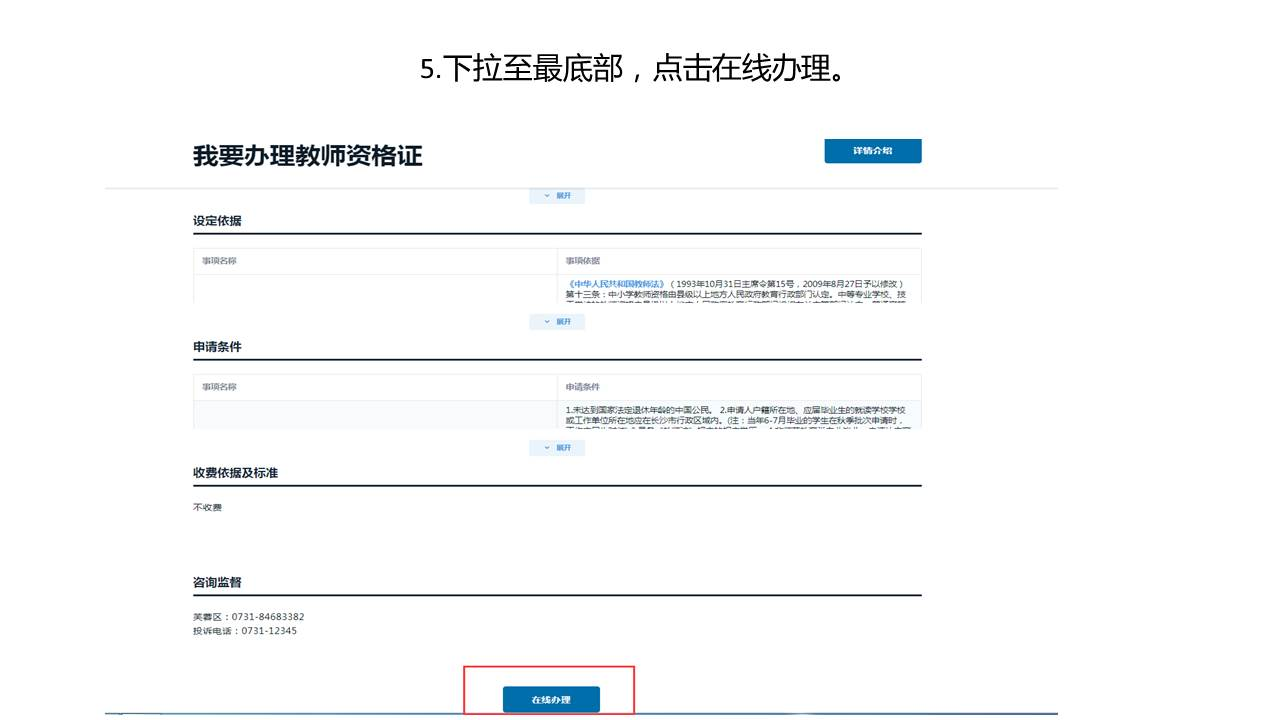 5.下拉至最底部，点击在线办理。
我要办理教师资格证
详情介绍
展开
设定依据
事项名称
事项依据
《中华人民共和国教师法》（1993年10月31日主席令第15号，2009年8月27日予以修改）
第十三条：中小学教师资格由县级以上地方人民政府教育行政部门认定。中等专业学校、技
展开
申请条件
事项名称
申请条件
1.未达到国家法定退休年龄的中国公民。 2.申请人户籍所在地、应届毕业生的就读学校学校
或工作单位所在地应在长沙市行政区域内。(注：当年6-7月毕业的学生在秋季批次申请时，
展开
收费依据及标准
不收费
咨询监督
芙蓉区：0731-84683382
投诉电话：0731-12345
在线办理